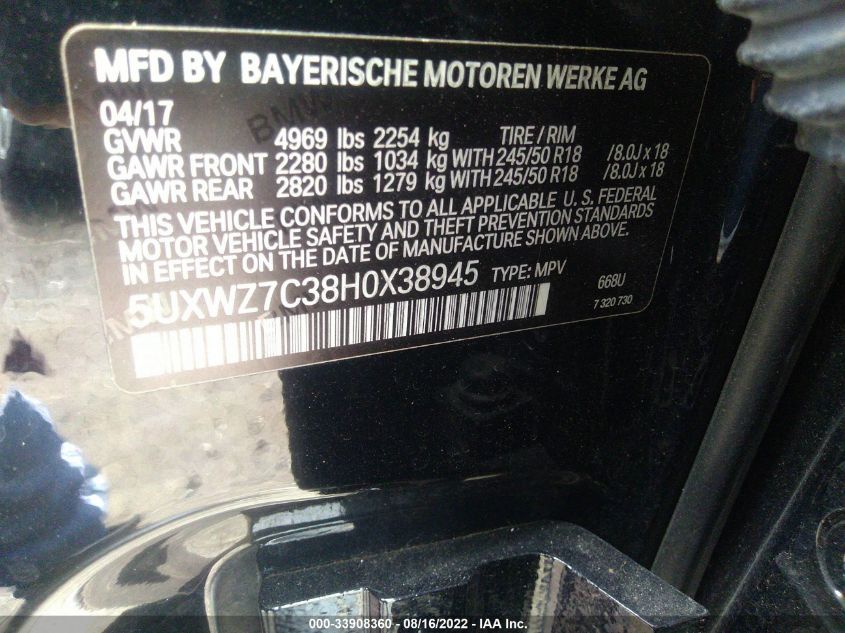 MFD BY BAYERISCHE MOTOREN WERKE AG
04/17
GVWR 4969 lbs 2254 kg TIRE / RIM
GAWR FRONT 2280 lbs 1034 kg WITH 245/50 R18 /8.0J x 18
GAWR REAR 2820 lbs 1279 kg WITH 245/50 R18 /8.0J x 18
THIS VEHICLE CONFORMS TO ALL APPLICABLE U. S. FEDERAL
MOTOR VEHICLE SAFETY AND THEFT PREVENTION STANDARDS
IN EFFECT ON THE DATE OF MANUFACTURE SHOWN ABOVE.
5UXWZ7C38H0X38945 TYPE: MPV 668U
7 320 730
000-33908360 - 08/16/2022 - IAA Inc.